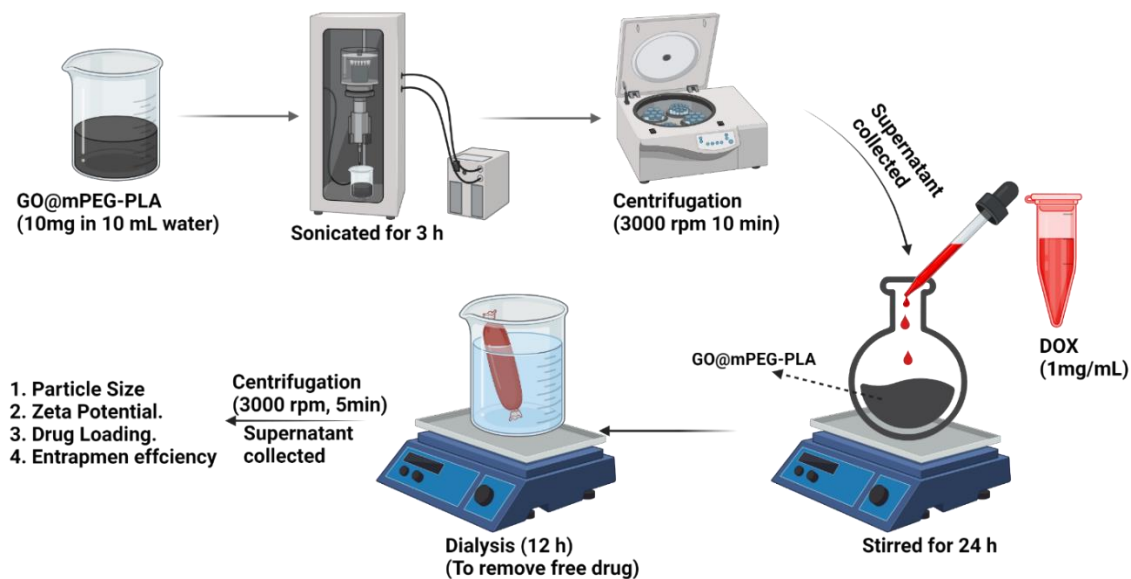 GO@mPEG-PLA
(10mg in 10 mL water)
Sonicated for 3 h
Centrifugation
(3000 rpm 10 min)
Supernatant
collected
DOX
(1mg/mL)
GO@mPEG-PLA
Stirred for 24 h
Dialysis (12 h)
(To remove free drug)
Centrifugation
(3000 rpm, 5min)
Supernatant
collected
1. Particle Size
2. Zeta Potential.
3. Drug Loading.
4. Entrapmen effciency